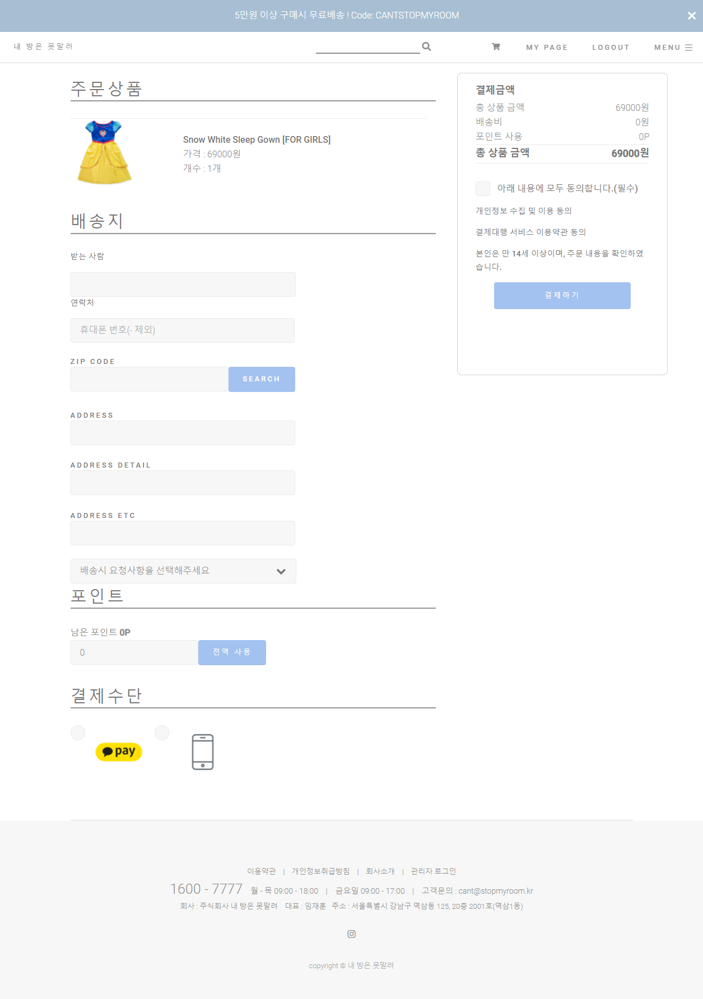 5만원 이상 구매시 무료배송 ! Code: CANTSTOPMYROOM
내 방은 못말려
MY PAGE
LOGOUT
MENU
주문상품
Snow White Sleep Gown [FOR GIRLS]
가격 : 69000원
개수 : 1개
배송지
받는 사람
연락처
휴대폰 번호(- 제외)
ZIP CODE
SEARCH
ADDRESS
ADDRESS DETAIL
ADDRESS ETC
배송시 요청사항을 선택해주세요
포인트
남은 포인트 0P
0
전액 사용
결제수단
pay
결제금액
총 상품 금액 69000원
배송비 0원
포인트 사용 0P
총 상품 금액 69000원
아래 내용에 모두 동의합니다.(필수)
개인정보 수집 및 이용 동의
결제대행 서비스 이용약관 동의
본인은 만 14세 이상이며, 주문 내용을 확인하였
습니다.
결제하기
이용약관 | 개인정보취급방침 | 회사소개 | 관리자 로그인
1600 - 7777 월 - 목 09:00 - 18:00 | 금요일 09:00 - 17:00 | 고객문의 : cant@stopmyroom.kr
회사 : 주식회사 내 방은 못말려 대표 : 임재훈 주소 : 서울특별시 강남구 역삼동 125, 20층 2001호(역삼1동)
copyright © 내 방은 못말려